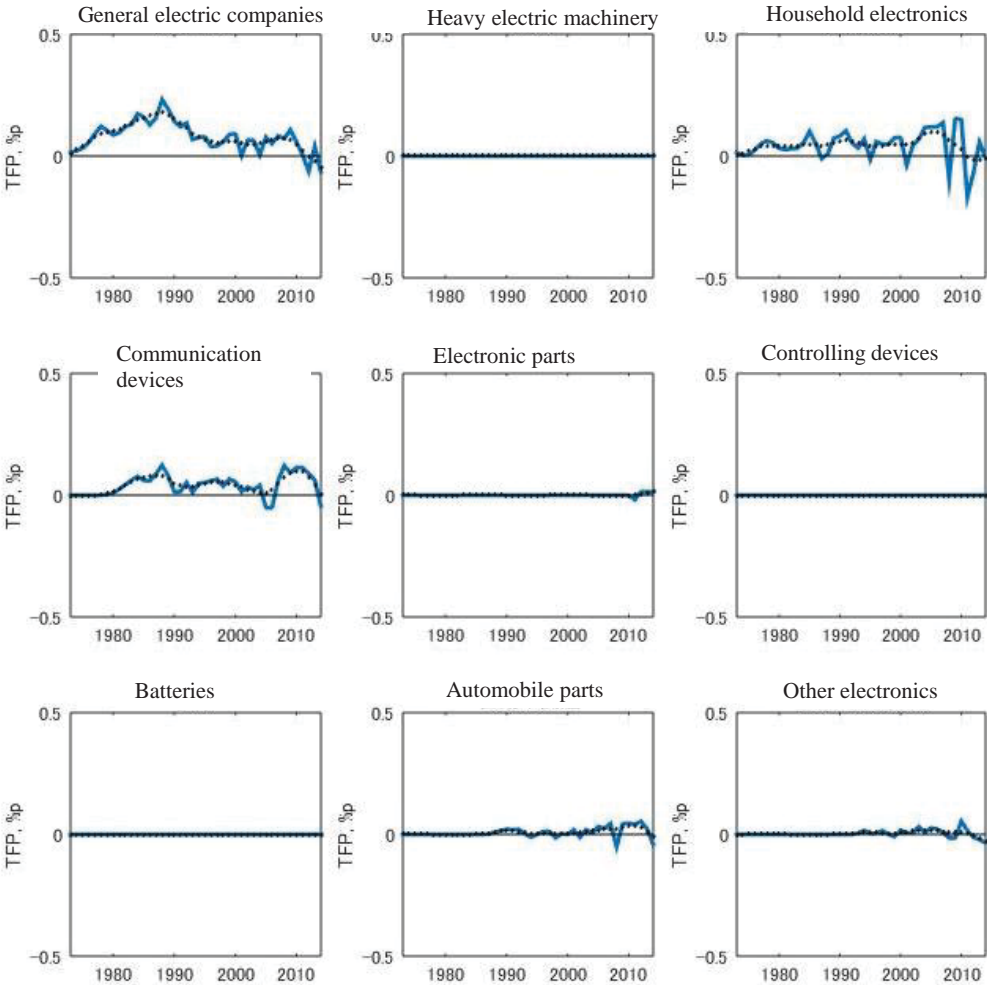 General electric companies
Heavy electric machinery
Household electronics
0.5
0.5
0.5
TFP, %p
TFP, %p
TFP, %p
0
0
0
-0.5
-0.5
-0.5
1980 1990 2000 2010
1980 1990 2000 2010
1980 1990 2000 2010
Communication
devices
Electronic parts
Controlling devices
0.5
0.5
0.5
TFP, %p
TFP, %p
TFP, %p
0
0
0
-0.5
-0.5
-0.5
1980 1990 2000 2010
1980 1990 2000 2010
1980 1990 2000 2010
Batteries
Automobile parts
Other electronics
0.5
0.5
0.5
TFP, %p
TFP, %p
TFP, %p
0
0
0
-0.5
-0.5
-0.5
1980 1990 2000 2010
1980 1990 2000 2010
1980 1990 2000 2010